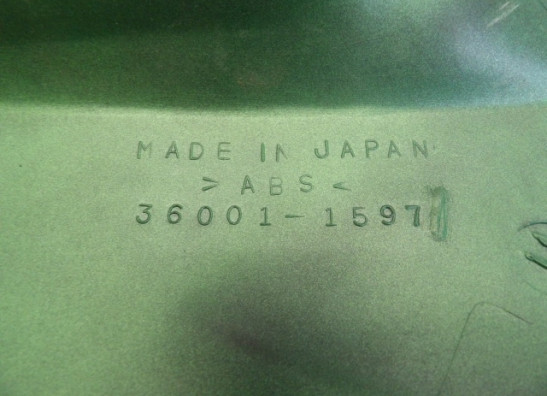 MADE IN JAPAN
> ABS <
36001-1597